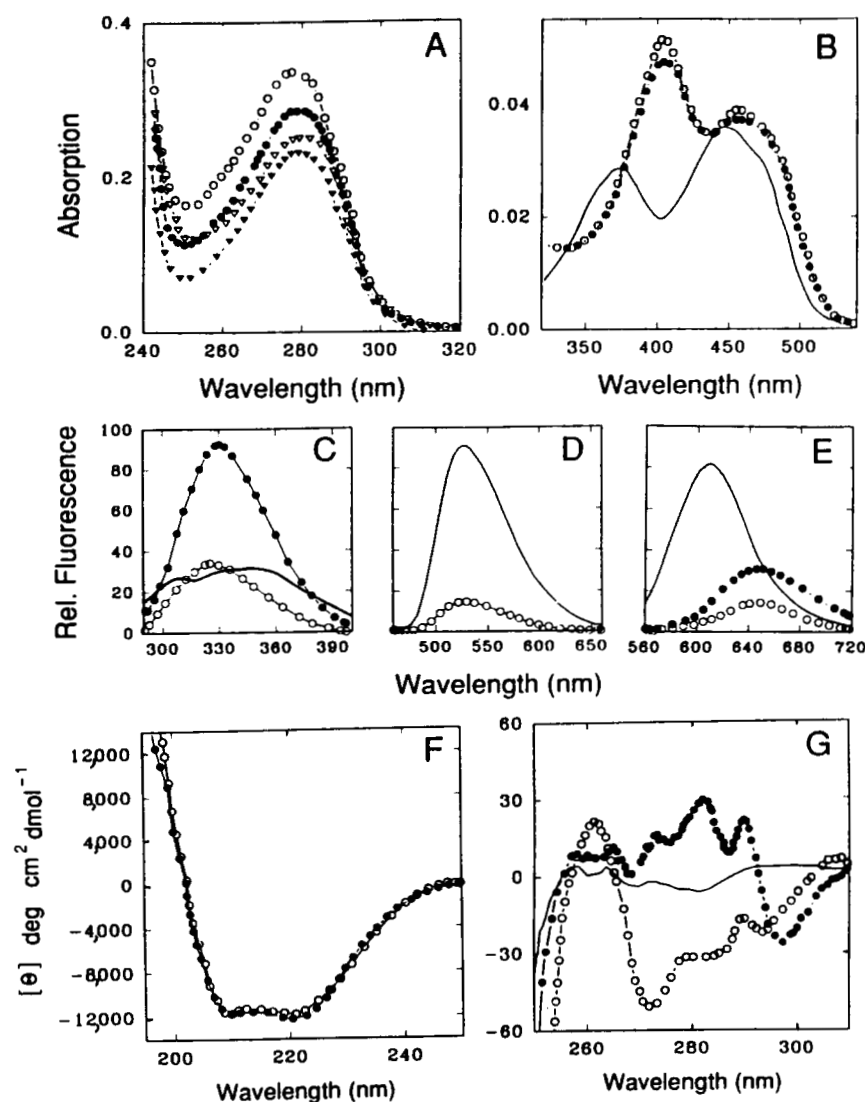 A
B
0.4
0.2
0.0
Absorption
240 260 280 300 320
Wavelength (nm)
0.04
0.02
0.00
350 400 450 500
Wavelength (nm)
C
D
E
100
80
60
40
20
0
Rel. Fluorescence
290 330 360 390
500 550 600 650
560 600 640 680 720
Wavelength (nm)
F
G
12,000
8,000
4,000
0
-4,000
-8,000
-12,000
[Θ] deg cm² dmol⁻¹
200 220 240
Wavelength (nm)
60
30
0
-30
-60
260 280 300
Wavelength (nm)